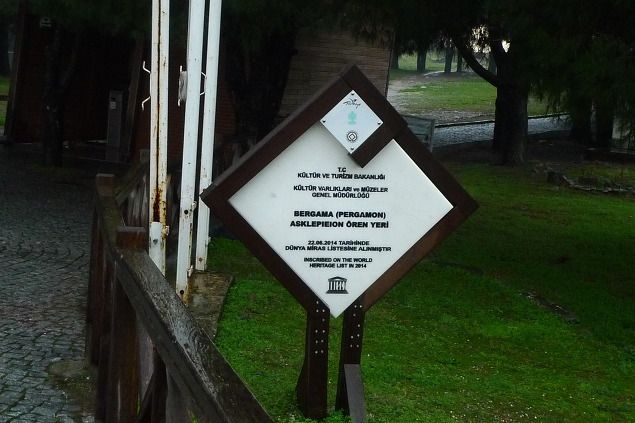 T.C
KÜLTÜR VE TURİZM BAKANLIĞI
KÜLTÜR VARLIKLARI ve MÜZELER
GENEL MÜDÜRLÜĞÜ
BERGAMA (PERGAMON)
ASKLEPIEION ÖREN YERİ
22.06.2014 TARİHİNDE
DÜNYA MİRAS LİSTESİNE ALINMIŞTIR
INSCRIBED ON THE WORLD
HERITAGE LIST IN 2014